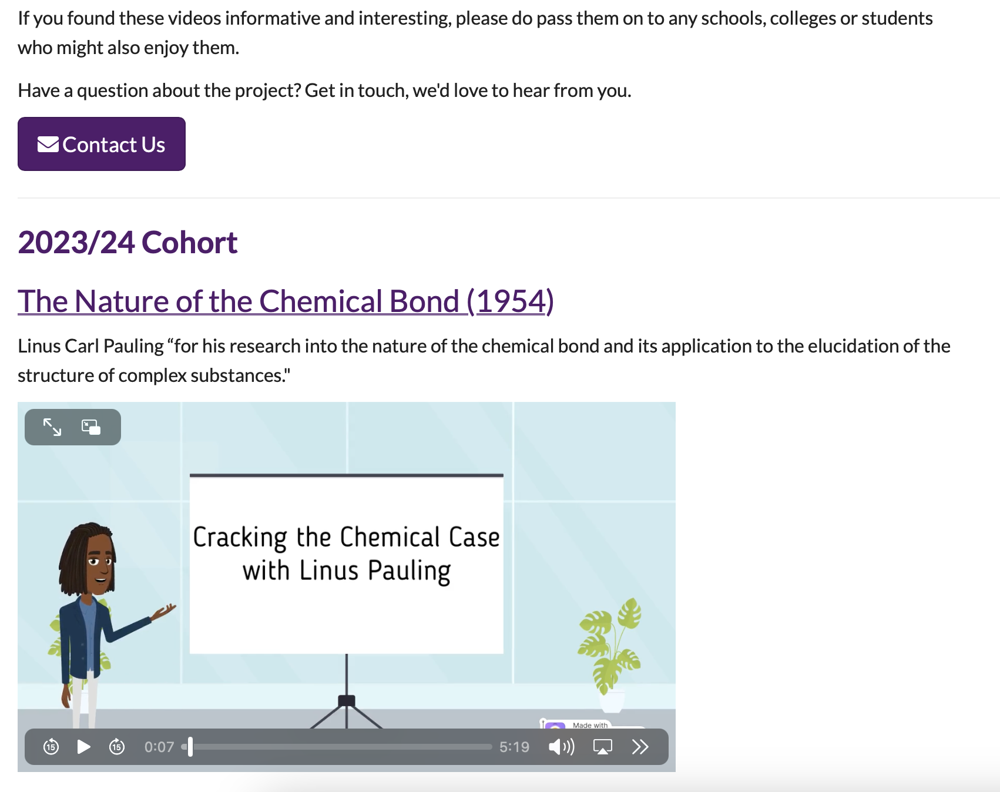 If you found these videos informative and interesting, please do pass them on to any schools, colleges or students
who might also enjoy them.
Have a question about the project? Get in touch, we'd love to hear from you.
Contact Us
2023/24 Cohort
The Nature of the Chemical Bond (1954)
Linus Carl Pauling “for his research into the nature of the chemical bond and its application to the elucidation of the
structure of complex substances."
Cracking the Chemical Case
with Linus Pauling
Made with
15 15 0:07 5:19